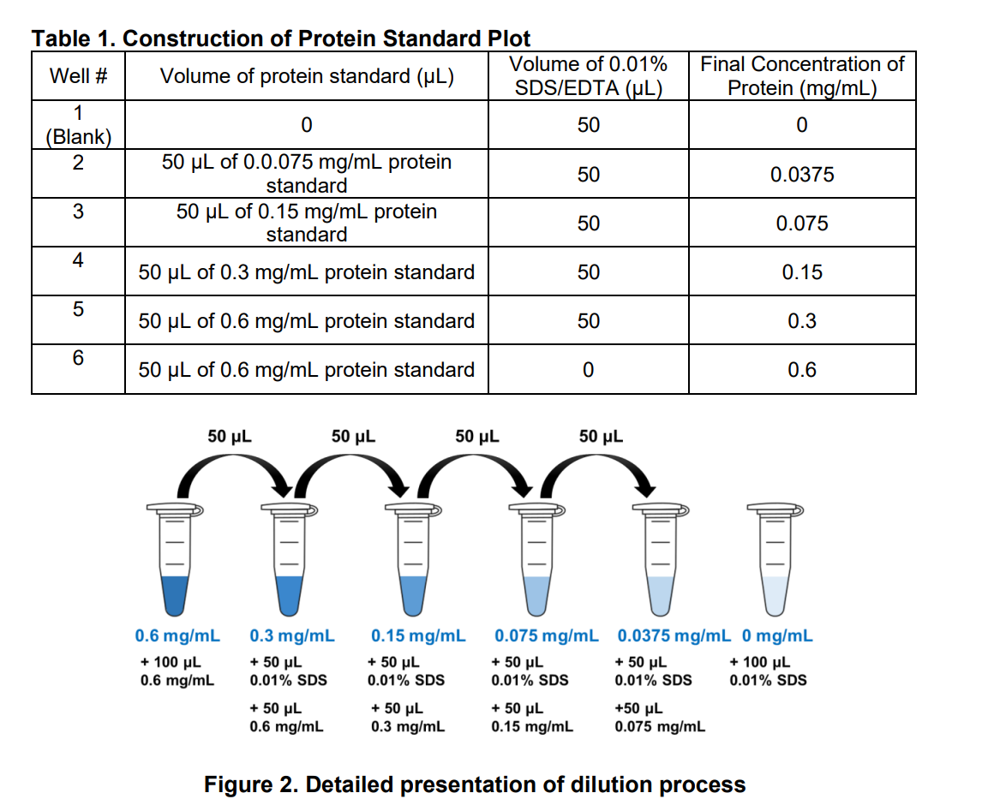 Table 1. Construction of Protein Standard Plot
Well #
Volume of protein standard (µL)
Volume of 0.01%
SDS/EDTA (µL)
Final Concentration of
Protein (mg/mL)
1
(Blank)
0
50
0
2
50 µL of 0.0.075 mg/mL protein
standard
50
0.0375
3
50 µL of 0.15 mg/mL protein
standard
50
0.075
4
50 µL of 0.3 mg/mL protein standard
50
0.15
5
50 µL of 0.6 mg/mL protein standard
50
0.3
6
50 µL of 0.6 mg/mL protein standard
0
0.6
50 µL
50 µL
50 µL
50 µL
0.6 mg/mL
0.3 mg/mL
0.15 mg/mL
0.075 mg/mL
0.0375 mg/mL
0 mg/mL
+ 100 µL
0.6 mg/mL
+ 50 µL
0.01% SDS
+ 50 µL
0.01% SDS
+ 50 µL
0.01% SDS
+ 50 µL
0.01% SDS
+ 100 µL
0.01% SDS
+ 50 µL
0.6 mg/mL
+ 50 µL
0.3 mg/mL
+ 50 µL
0.15 mg/mL
+50 µL
0.075 mg/mL
Figure 2. Detailed presentation of dilution process